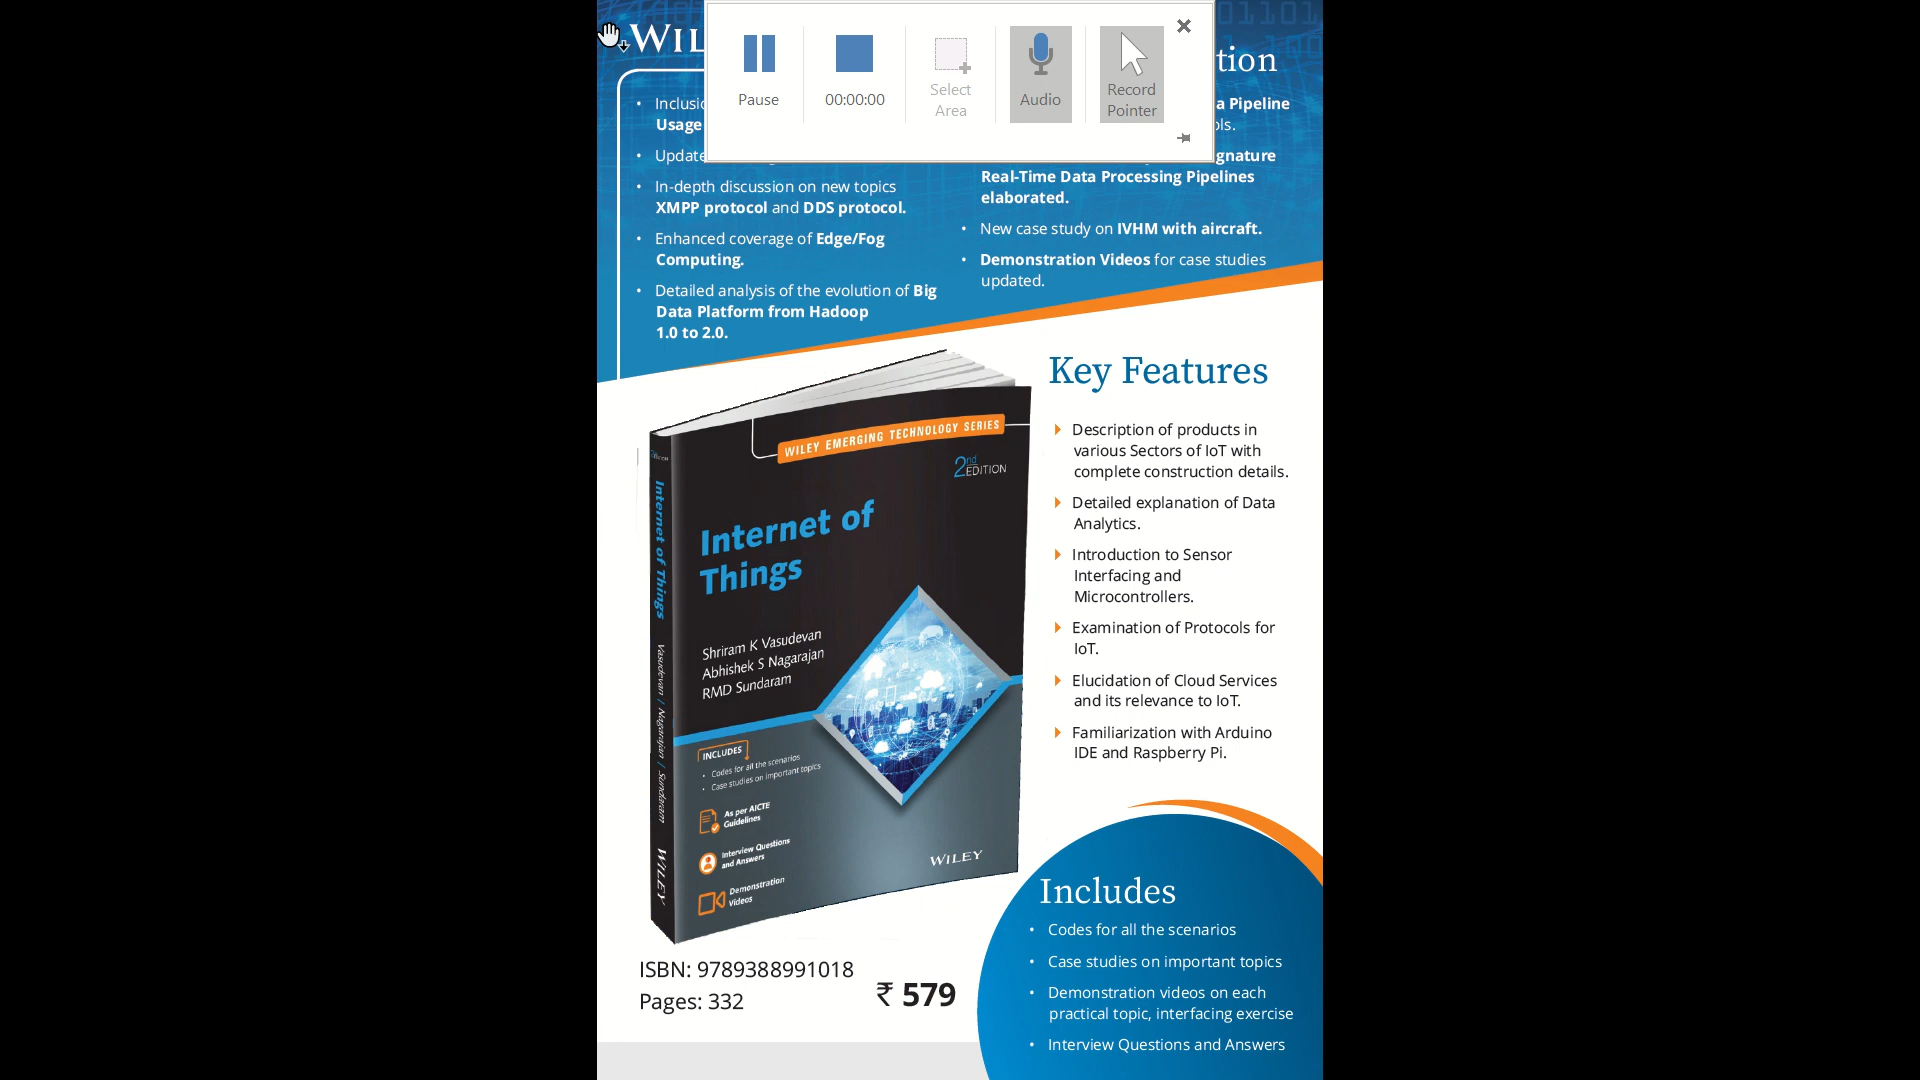 WIL
tion
Pause
00:00:00
Select
Area
Audio
Record
Pointer
Usage
• In-depth discussion on new topics
XMPP protocol and DDS protocol.
• Enhanced coverage of Edge/Fog
Computing.
• Detailed analysis of the evolution of Big
Data Platform from Hadoop
1.0 to 2.0.
a Pipeline
ols.
gnature
Real-Time Data Processing Pipelines
elaborated.
• New case study on IVHM with aircraft.
• Demonstration Videos for case studies
updated.
WILEY EMERGING TECHNOLOGY SERIES
2nd
EDITION
Internet of
Things
Shriram K Vasudevan
Abhishek S Nagarajan
RMD Sundaram
INCLUDES
• Codes for all the scenarios
• Case studies on important topics
As per AICTE
Guidelines
Interview Questions
and Answers
Demonstration
Videos
WILEY
Internet of Things
Vasudevan / Nagarajan / Sundaram
WILEY
Key Features
Description of products in
various Sectors of IoT with
complete construction details.
Detailed explanation of Data
Analytics.
Introduction to Sensor
Interfacing and
Microcontrollers.
Examination of Protocols for
IoT.
Elucidation of Cloud Services
and its relevance to IoT.
Familiarization with Arduino
IDE and Raspberry Pi.
ISBN: 9789388991018
Pages: 332
₹ 579
Includes
• Codes for all the scenarios
• Case studies on important topics
• Demonstration videos on each
practical topic, interfacing exercise
• Interview Questions and Answers